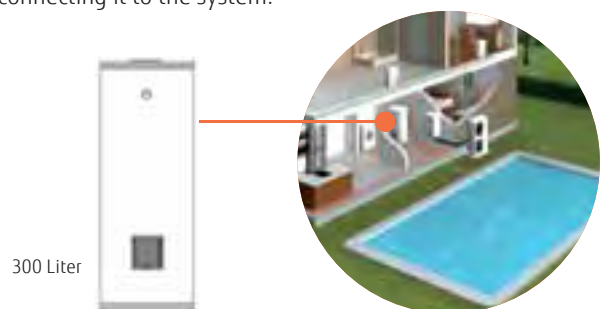 connecting it to the system.
300 Liter